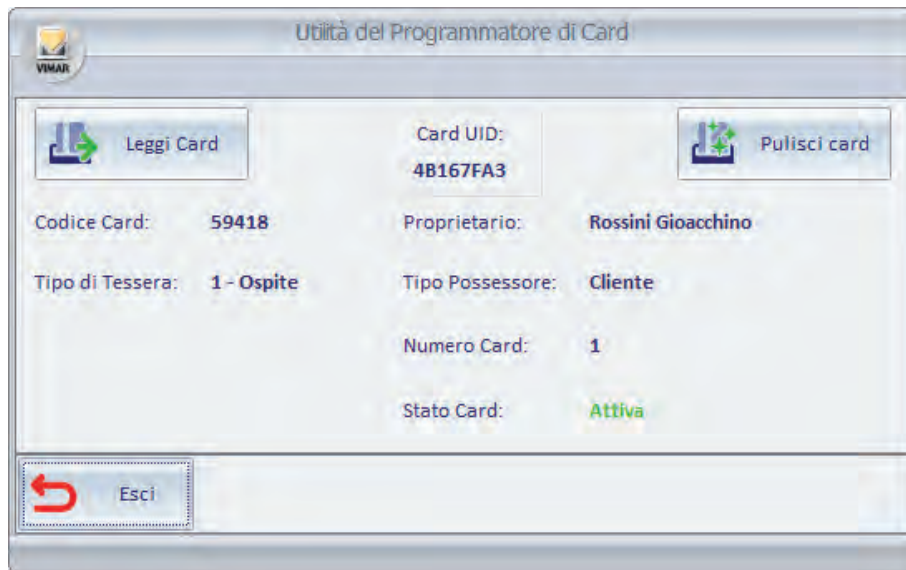 Utilità del Programmatore di Card
VIMAR
Leggi Card
Card UID:
4B167FA3
Pulisci card
Codice Card: 59418
Proprietario: Rossini Gioacchino
Tipo di Tessera: 1 - Ospite
Tipo Possessore: Cliente
Numero Card: 1
Stato Card: Attiva
Esci